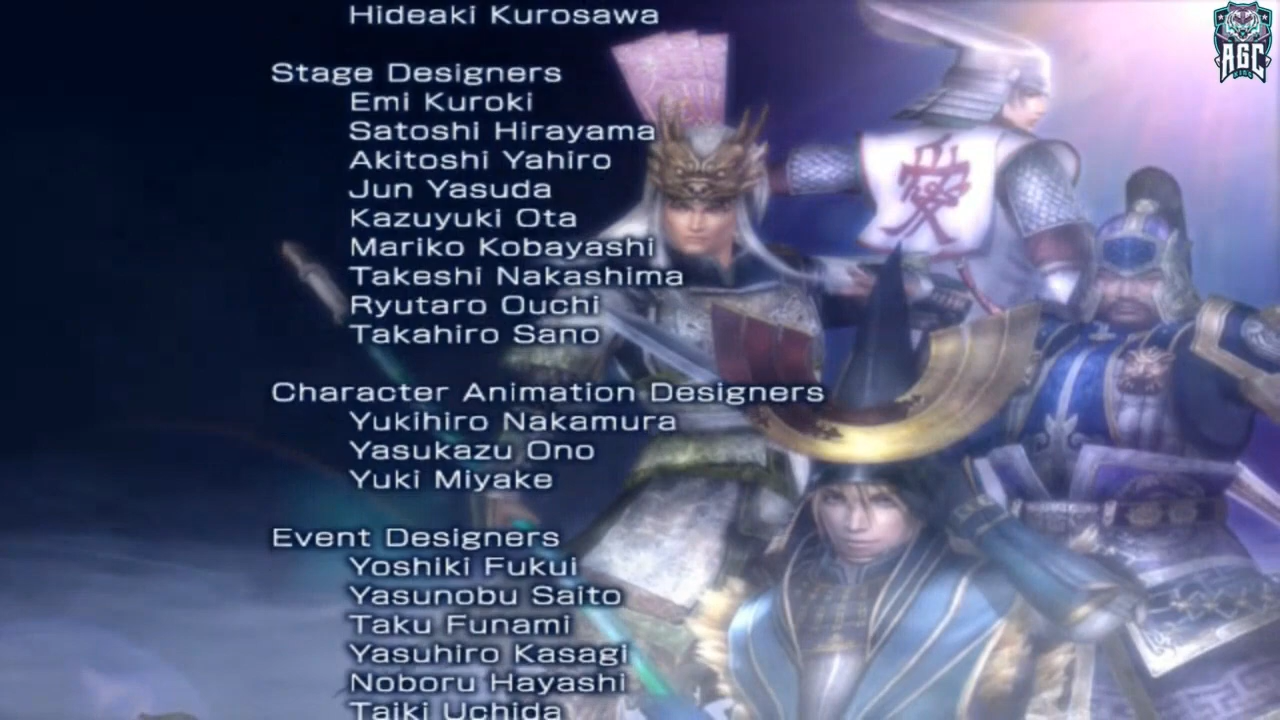 Hideaki Kurosawa
Stage Designers
Emi Kuroki
Satoshi Hirayama
Akitoshi Yahiro
Jun Yasuda
Kazuyuki Ota
Mariko Kobayashi
Takeshi Nakashima
Ryutaro Ouchi
Takahiro Sano
Character Animation Designers
Yukihiro Nakamura
Yasukazu Ono
Yuki Miyake
Event Designers
Yoshiki Fukui
Yasunobu Saito
Taku Funami
Yasuhiro Kasagi
Noboru Hayashi
Taiki Uchida
愛
AGC